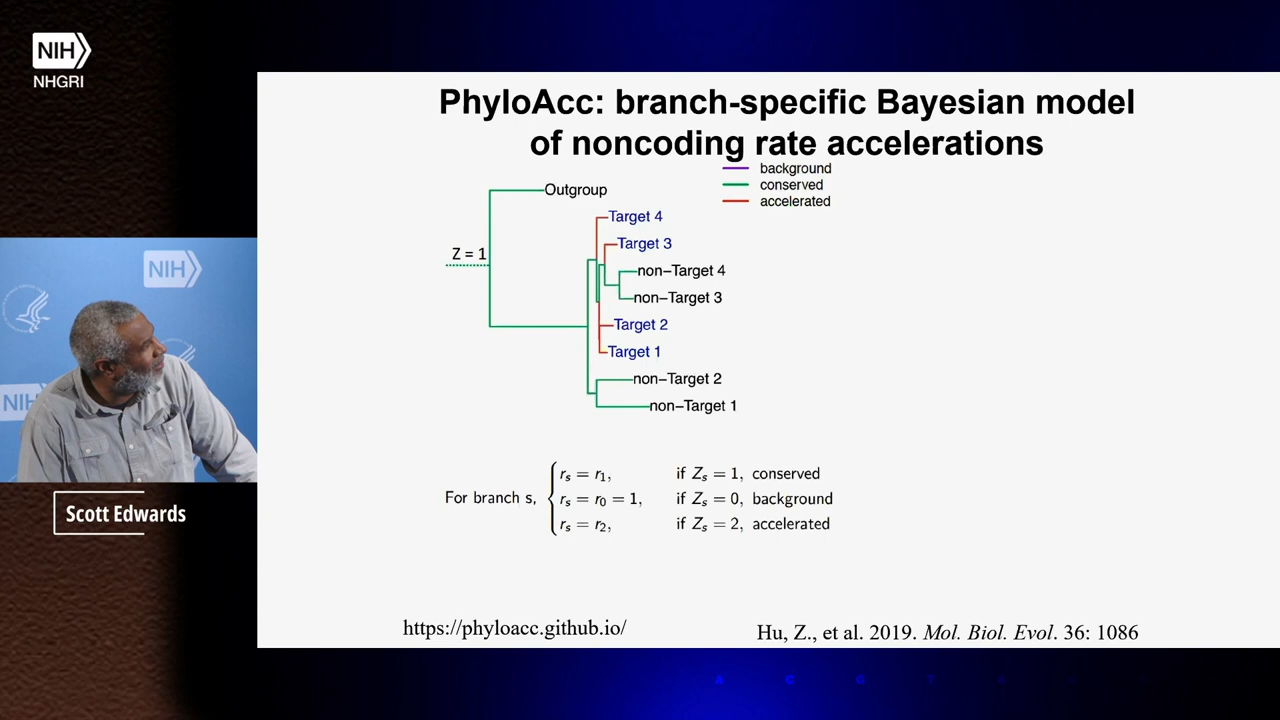 NIH
NHGRI
PhyloAcc: branch-specific Bayesian model
of noncoding rate accelerations
background
conserved
accelerated
Outgroup
Target 4
Target 3
Z = 1
non–Target 4
non–Target 3
Target 2
Target 1
non–Target 2
non–Target 1
For branch s,
rₛ = r₁, if Zₛ = 1, conserved
rₛ = r₀ = 1, if Zₛ = 0, background
rₛ = r₂, if Zₛ = 2, accelerated
https://phyloacc.github.io/
Hu, Z., et al. 2019. Mol. Biol. Evol. 36: 1086
NIH
NIH
Scott Edwards
A C G T